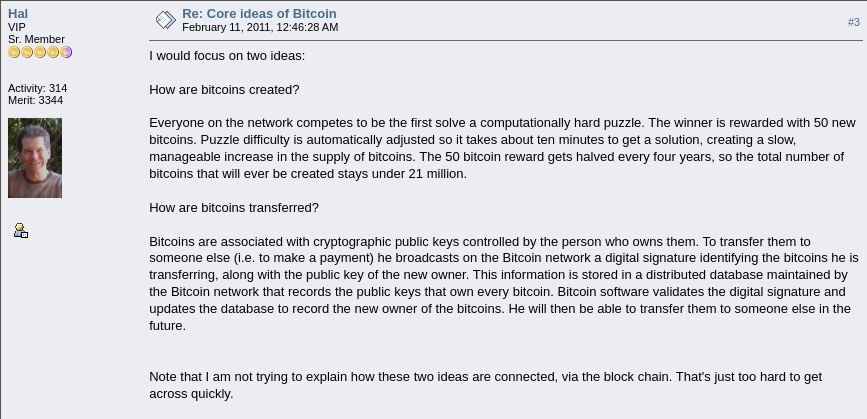 Hal
VIP
Sr. Member
Activity: 314
Merit: 3344
Re: Core ideas of Bitcoin
February 11, 2011, 12:46:28 AM
#3
I would focus on two ideas:
How are bitcoins created?
Everyone on the network competes to be the first solve a computationally hard puzzle. The winner is rewarded with 50 new
bitcoins. Puzzle difficulty is automatically adjusted so it takes about ten minutes to get a solution, creating a slow,
manageable increase in the supply of bitcoins. The 50 bitcoin reward gets halved every four years, so the total number of
bitcoins that will ever be created stays under 21 million.
How are bitcoins transferred?
Bitcoins are associated with cryptographic public keys controlled by the person who owns them. To transfer them to
someone else (i.e. to make a payment) he broadcasts on the Bitcoin network a digital signature identifying the bitcoins he is
transferring, along with the public key of the new owner. This information is stored in a distributed database maintained by
the Bitcoin network that records the public keys that own every bitcoin. Bitcoin software validates the digital signature and
updates the database to record the new owner of the bitcoins. He will then be able to transfer them to someone else in the
future.
Note that I am not trying to explain how these two ideas are connected, via the block chain. That's just too hard to get
across quickly.